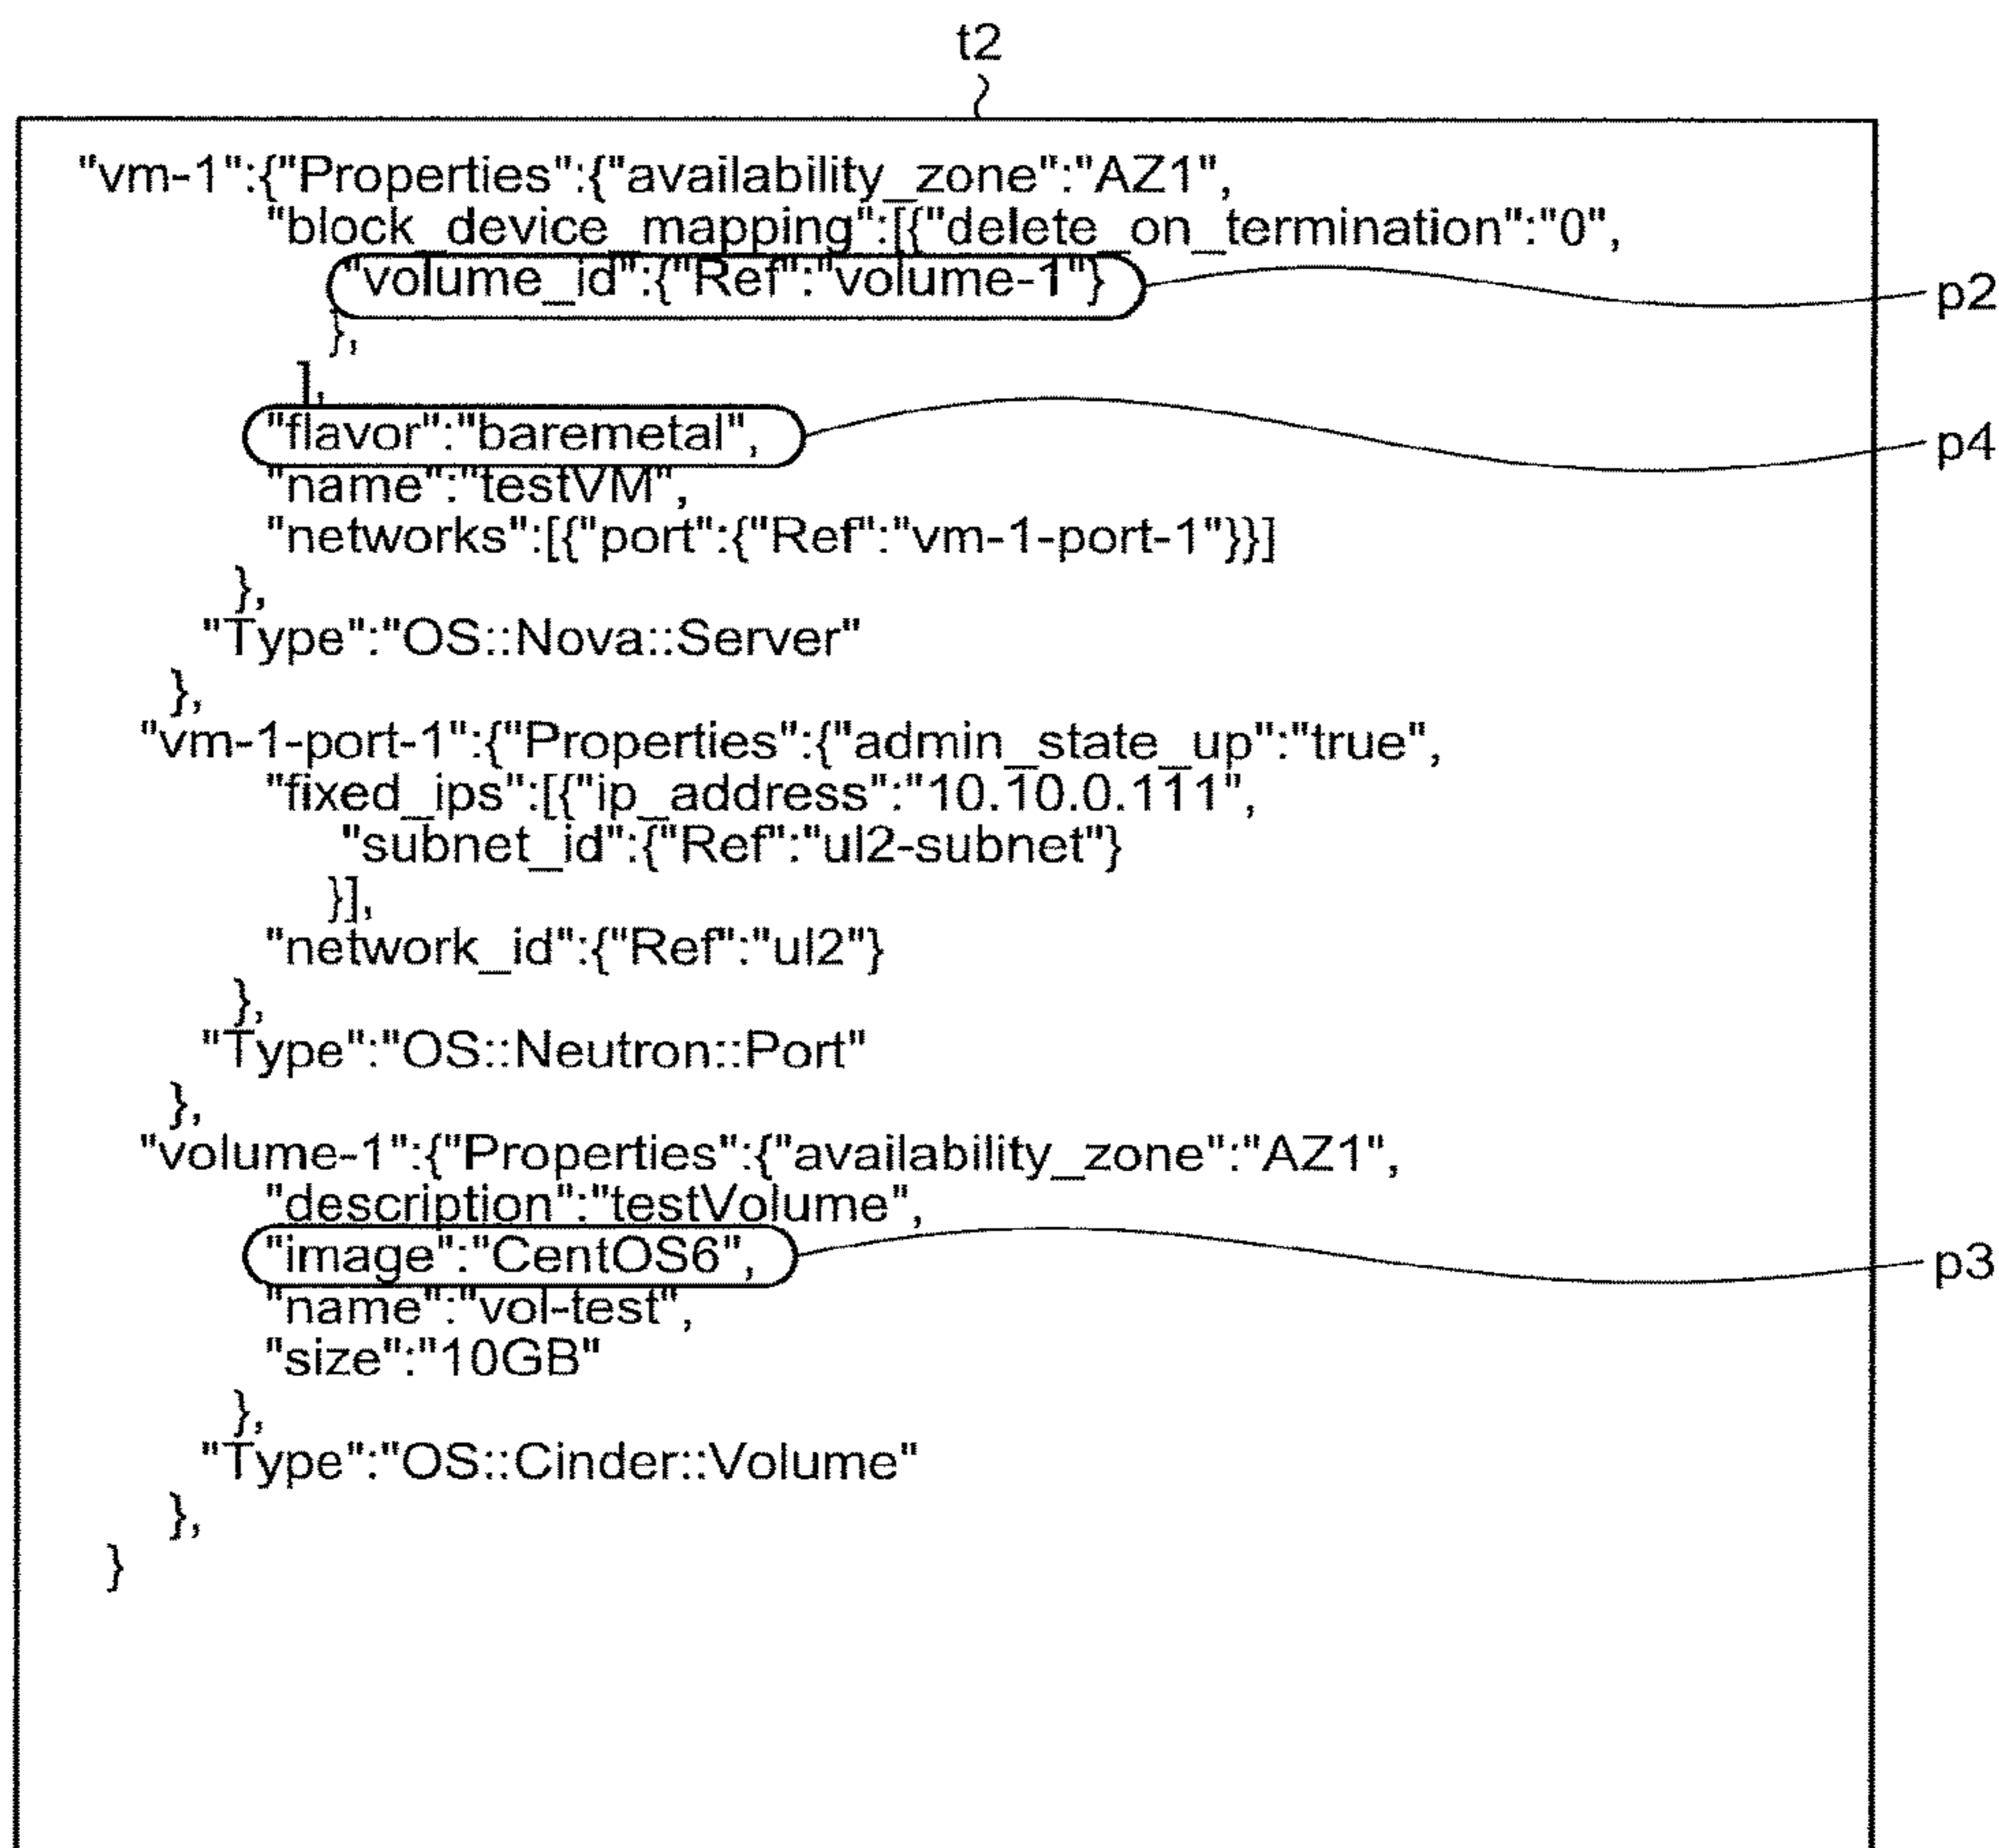 t2
"vm-1":{"Properties":{"availability_zone":"AZ1",
"block_device_mapping":[{"delete_on_termination":"0",
"volume_id":{"Ref":"volume-1"}
p2
},
],
"flavor":"baremetal",
p4
"name":"testVM",
"networks":[{"port":{"Ref":"vm-1-port-1"}}]
},
"Type":"OS::Nova::Server"
},
"vm-1-port-1":{"Properties":{"admin_state_up":"true",
"fixed_ips":[{"ip_address":"10.10.0.111",
"subnet_id":{"Ref":"ul2-subnet"}
}],
"network_id":{"Ref":"ul2"}
},
"Type":"OS::Neutron::Port"
},
"volume-1":{"Properties":{"availability_zone":"AZ1",
"description":"testVolume",
"image":"CentOS6",
p3
"name":"vol-test",
"size":"10GB"
},
"Type":"OS::Cinder::Volume"
},
}